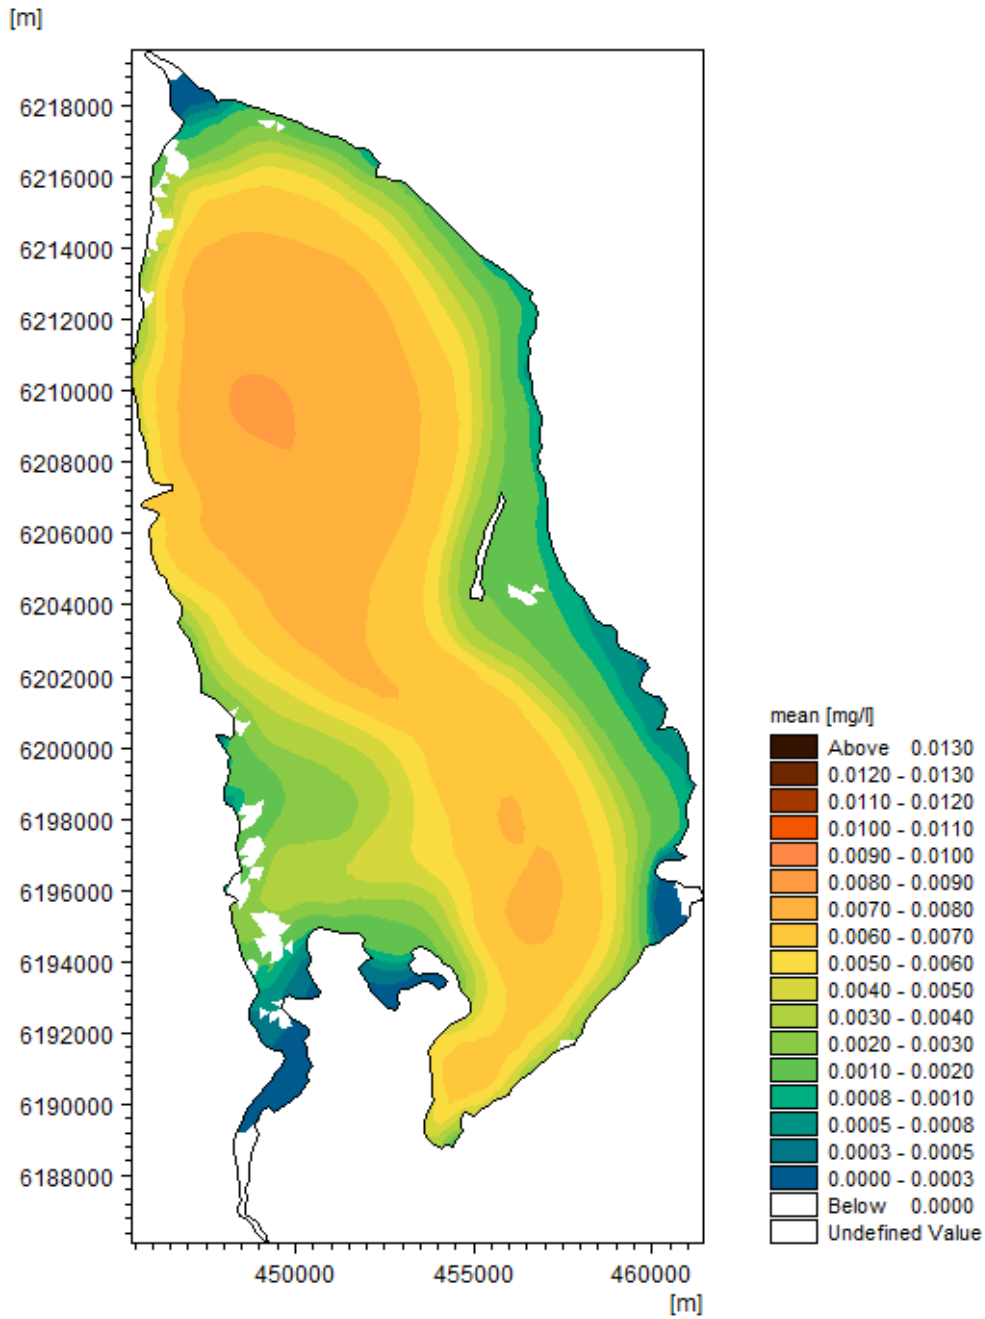 [m]
6218000
6216000
6214000
6212000
6210000
6208000
6206000
6204000
6202000
6200000
6198000
6196000
6194000
6192000
6190000
6188000
450000 455000 460000
[m]
mean [mg/l]
Above 0.0130
0.0120 - 0.0130
0.0110 - 0.0120
0.0100 - 0.0110
0.0090 - 0.0100
0.0080 - 0.0090
0.0070 - 0.0080
0.0060 - 0.0070
0.0050 - 0.0060
0.0040 - 0.0050
0.0030 - 0.0040
0.0020 - 0.0030
0.0010 - 0.0020
0.0008 - 0.0010
0.0005 - 0.0008
0.0003 - 0.0005
0.0000 - 0.0003
Below 0.0000
Undefined Value